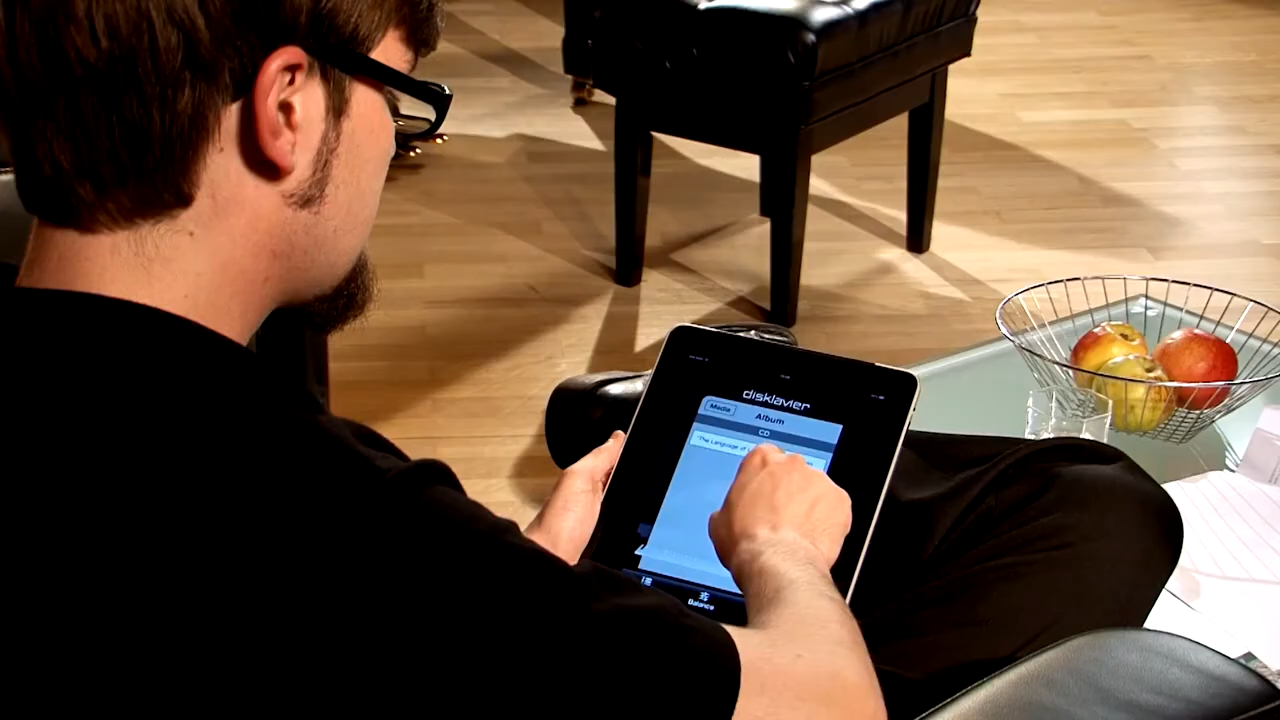 disklavier
Media
Album
CD
"The Language of
Balance